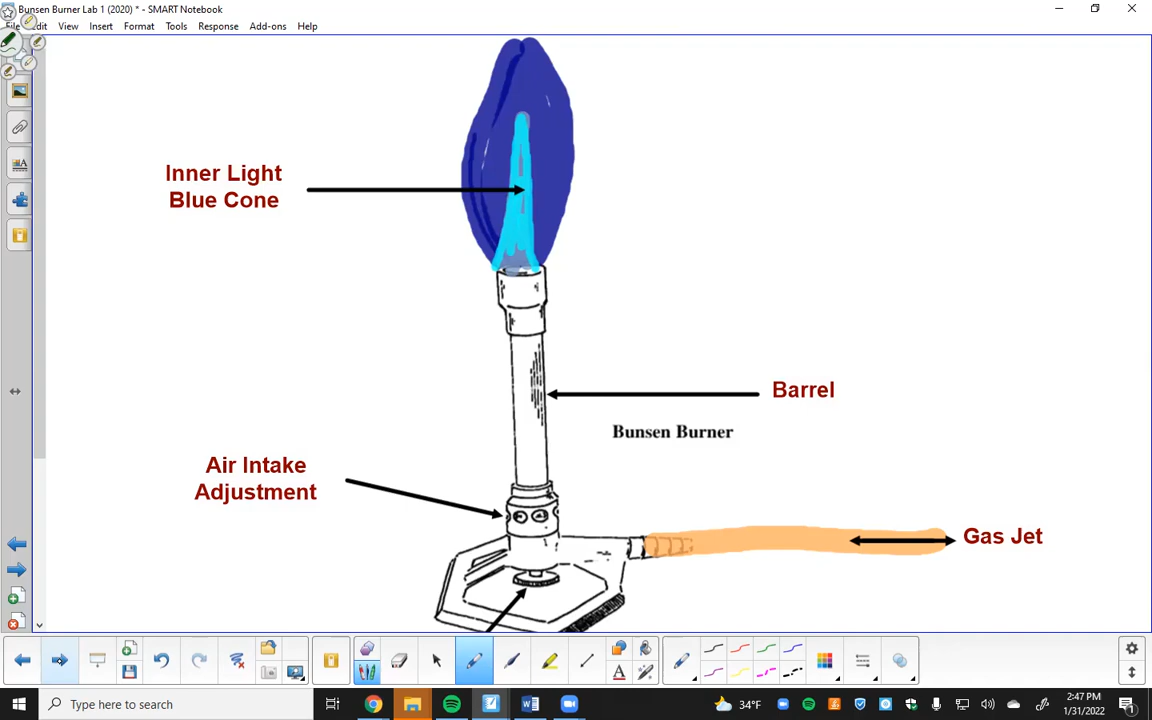 Bunsen Burner Lab 1 (2020) * - SMART Notebook
Edit View Insert Format Tools Response Add-ons Help
Inner Light
Blue Cone
Barrel
Bunsen Burner
Air Intake
Adjustment
Gas Jet
Type here to search
34°F
2:47 PM
1/31/2022